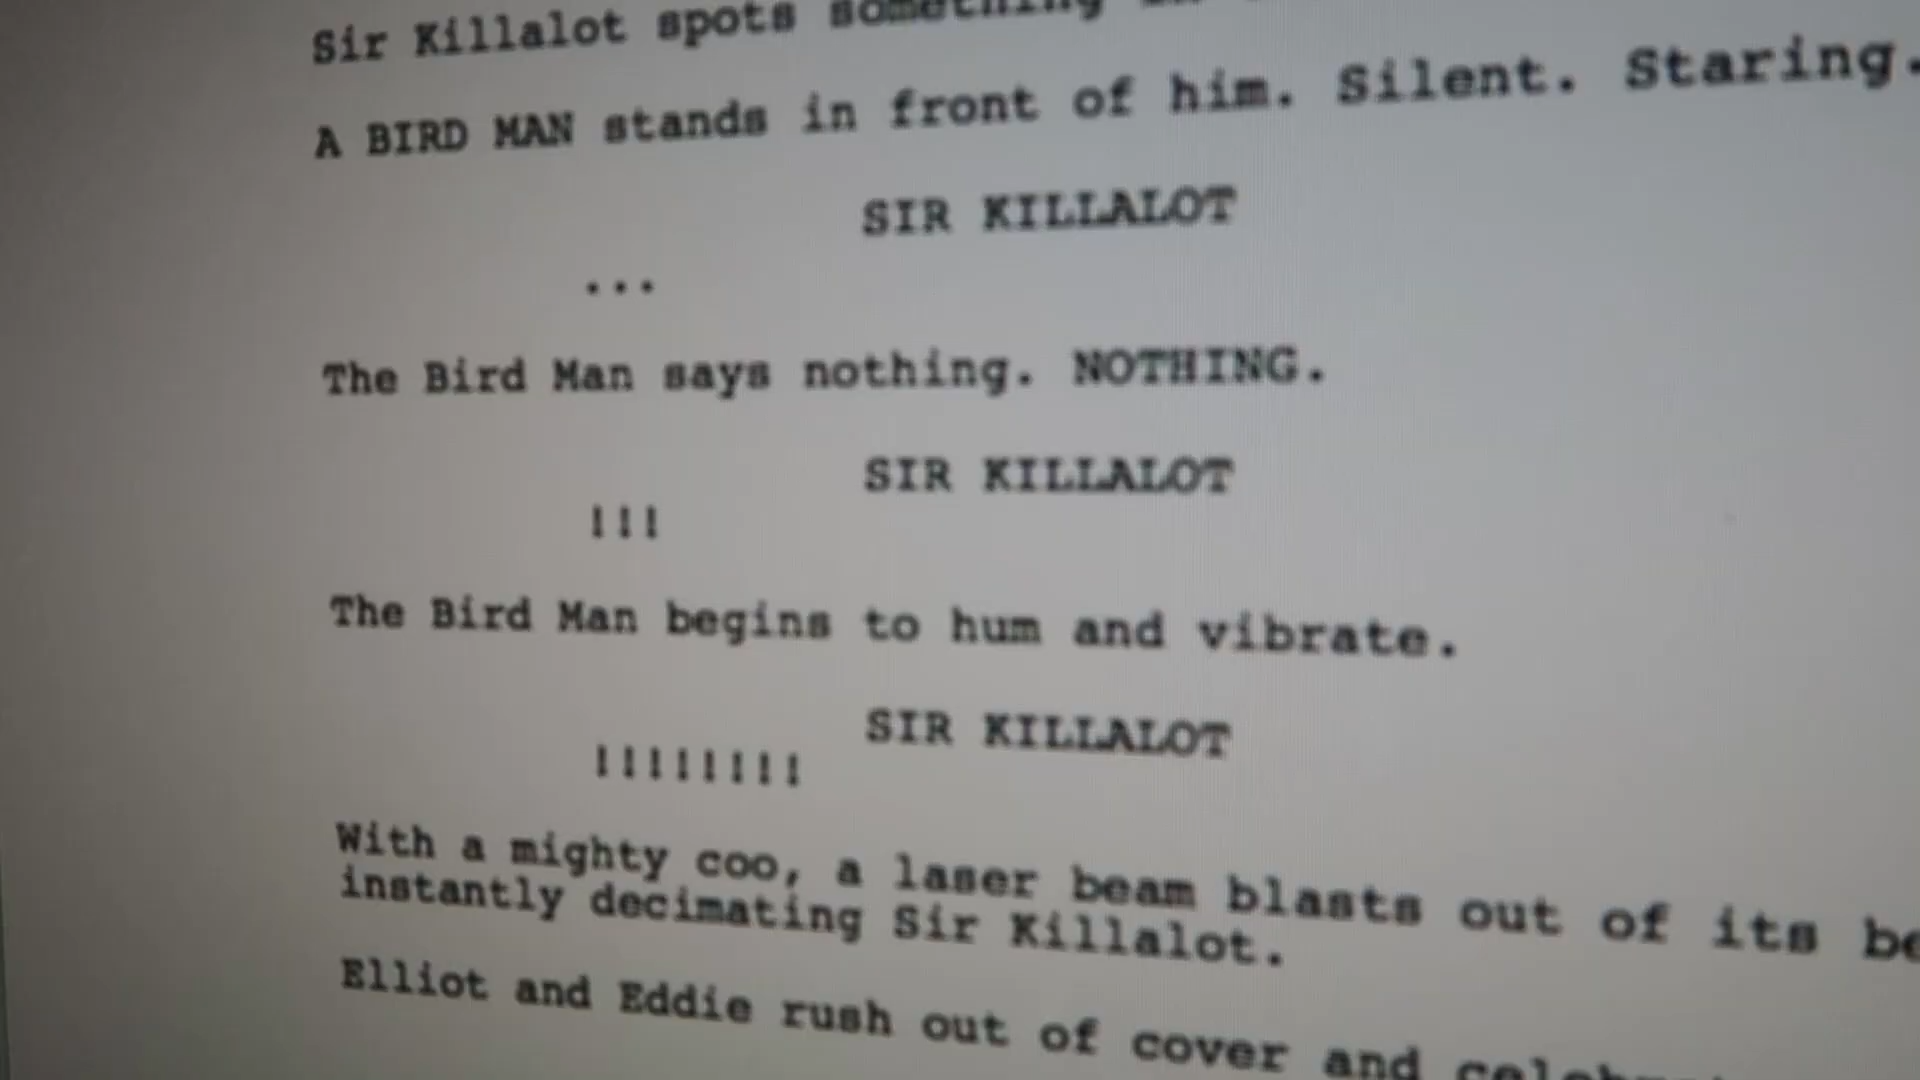 Sir Killalot spots something
A BIRD MAN stands in front of him. Silent. Staring.
SIR KILLALOT
...
The Bird Man says nothing. NOTHING.
SIR KILLALOT
!!!
The Bird Man begins to hum and vibrate.
SIR KILLALOT
!!!!!!!!
With a mighty coo, a laser beam blasts out of its
instantly decimating Sir Killalot.
Elliot and Eddie rush out of cover and